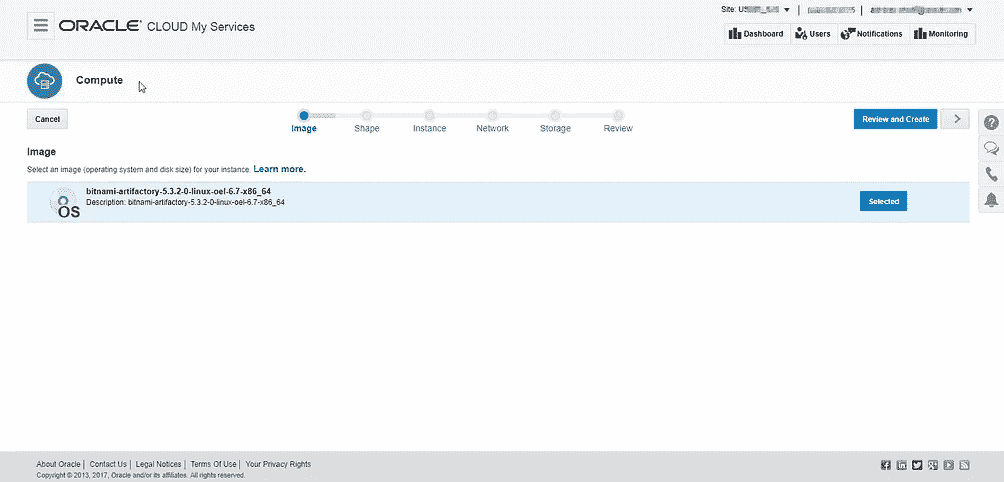 Site: US
ORACLE CLOUD My Services
Dashboard Users Notifications Monitoring
Compute
Cancel
Review and Create
Image Shape Instance Network Storage Review
Image
Select an image (operating system and disk size) for your instance. Learn more.
bitnami-artifactory-5.3.2-0-linux-oel-6.7-x86_64
OS
Description: bitnami-artifactory-5.3.2-0-linux-oel-6.7-x86_64
Selected
About Oracle | Contact Us | Legal Notices | Terms Of Use | Your Privacy Rights
Copyright © 2013, 2017, Oracle and/or its affiliates. All rights reserved.